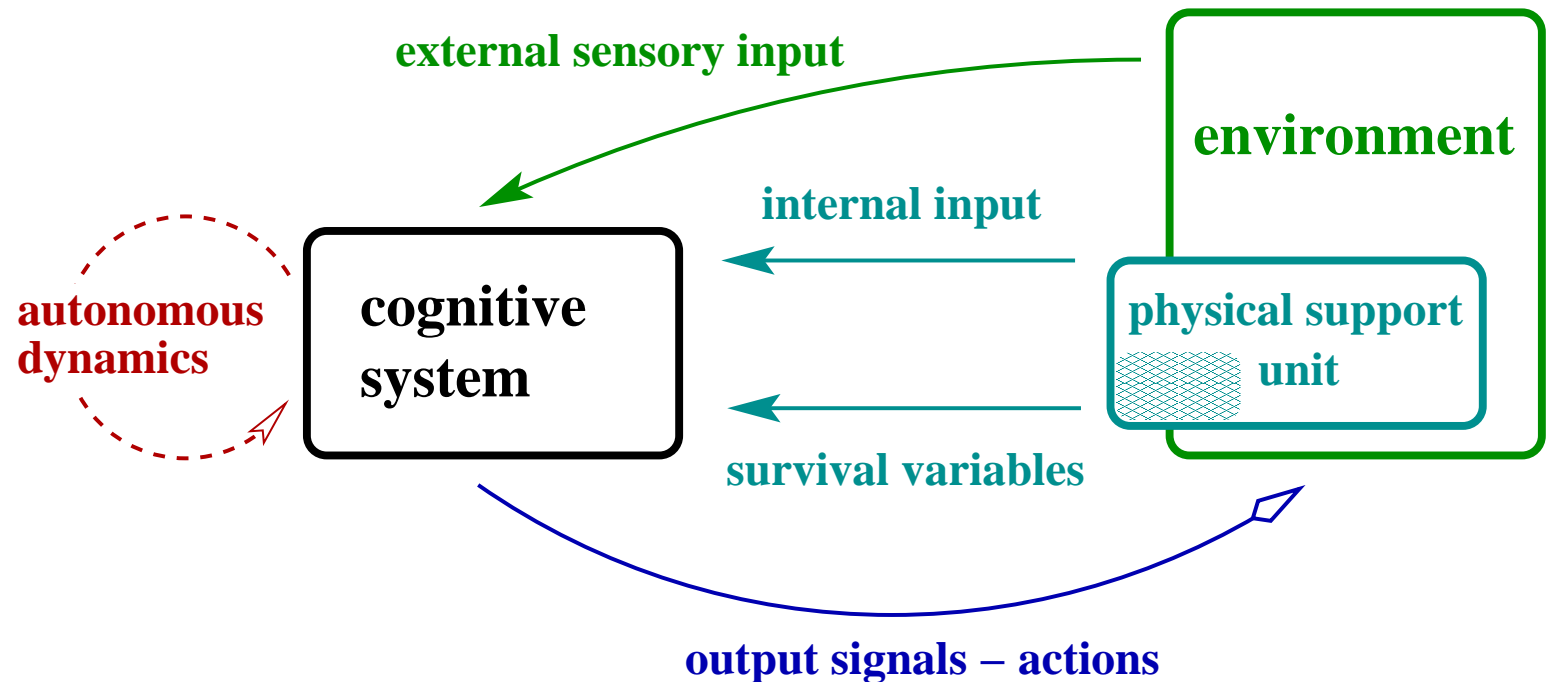 external sensory input
environment
internal input
autonomous
dynamics
cognitive
system
physical support
unit
survival variables
output signals – actions